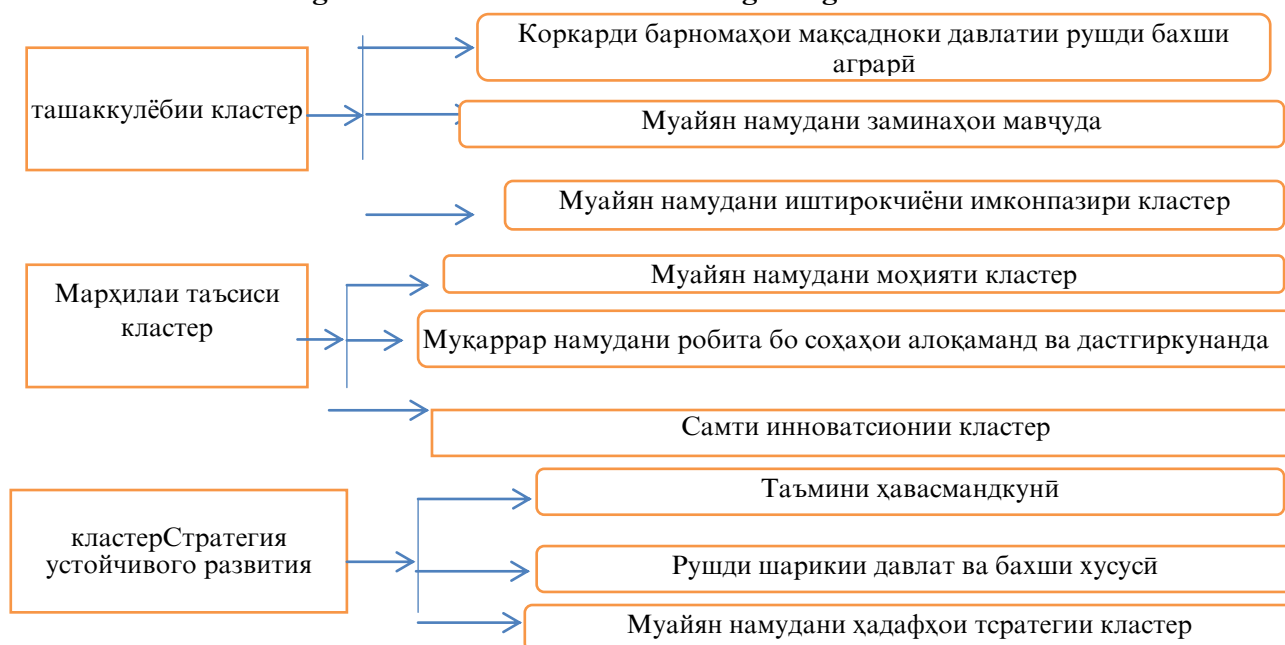 Коркарди барномаҳои мақсадноки давлатии рушди бахши
аграрӣ
ташаккулёбии кластер
Муайян намудани заминаҳои мавҷуда
Муайян намудани иштирокчиёни имконпазири кластер
Марҳилаи таъсиси
кластер
Муайян намудани моҳияти кластер
Муқаррар намудани робита бо соҳаҳои алоқаманд ва дастгиркунанда
Самти инноватсионии кластер
кластерСтратегия
устойчивого развития
Таъмини ҳавасмандкунӣ
Рушди шарикии давлат ва бахши хусусӣ
Муайян намудани ҳадафҳои тсратегии кластер